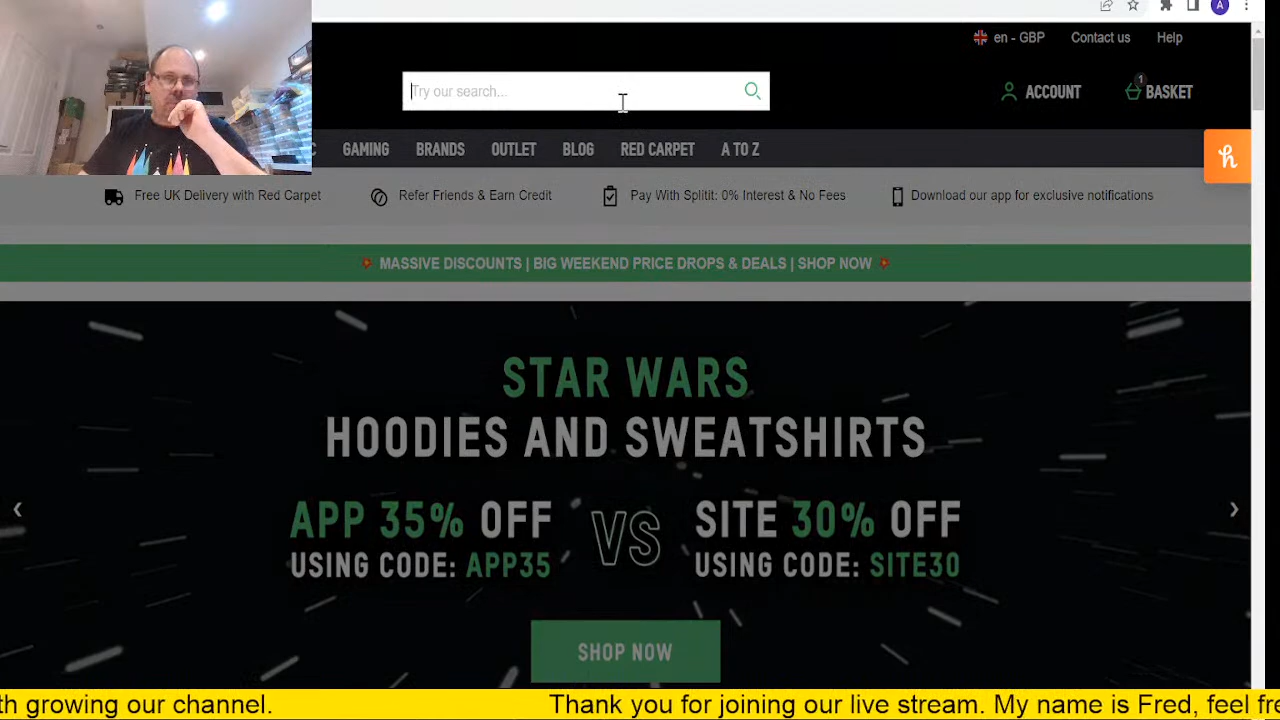 A
1
en - GBP
Contact us
Help
Try our search...
ACCOUNT
BASKET
GAMING
BRANDS
OUTLET
BLOG
RED CARPET
A TO Z
Free UK Delivery with Red Carpet
Refer Friends & Earn Credit
Pay With Splitit: 0% Interest & No Fees
Download our app for exclusive notifications
MASSIVE DISCOUNTS | BIG WEEKEND PRICE DROPS & DEALS | SHOP NOW
STAR WARS
HOODIES AND SWEATSHIRTS
APP 35% OFF
USING CODE: APP35
VS
SITE 30% OFF
USING CODE: SITE30
SHOP NOW
th growing our channel.
Thank you for joining our live stream. My name is Fred, feel fre